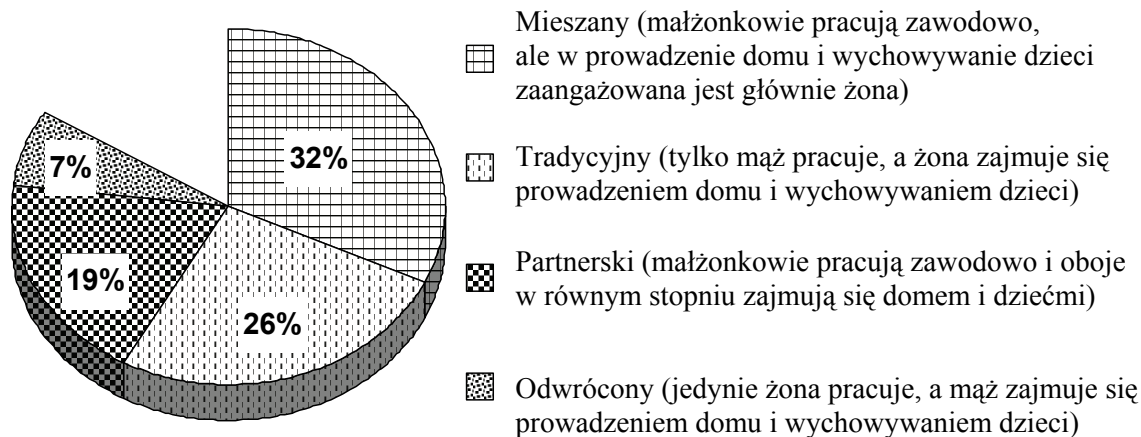 Mieszany (małżonkowie pracują zawodowo,
ale w prowadzenie domu i wychowywanie dzieci
zaangażowana jest głównie żona)
Tradycyjny (tylko mąż pracuje, a żona zajmuje się
prowadzeniem domu i wychowywaniem dzieci)
Partnerski (małżonkowie pracują zawodowo i oboje
w równym stopniu zajmują się domem i dziećmi)
Odwrócony (jedynie żona pracuje, a mąż zajmuje się
prowadzeniem domu i wychowywaniem dzieci)
32%
7%
19%
26%